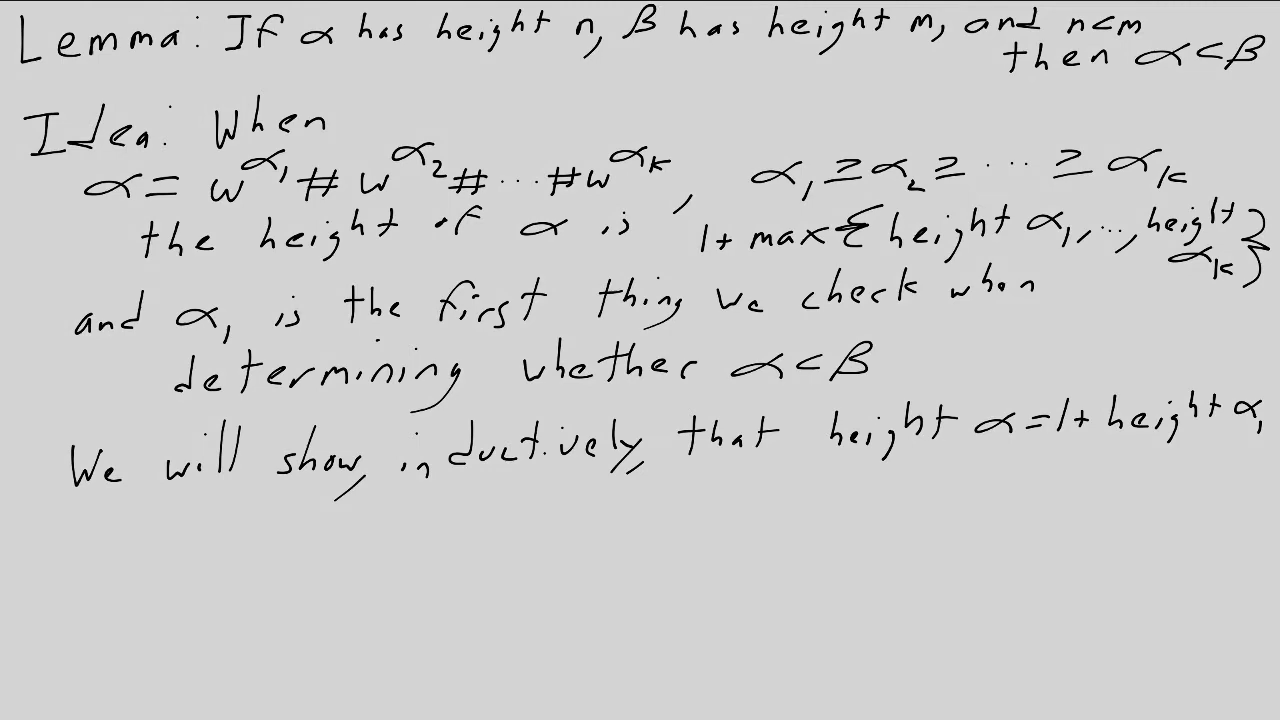 Lemma: If α has height n, β has height m, and n<m
then α<β
Idea: When
α = ω^α₁ # ω^α₂ # ... # ω^αₖ, α₁ ≥ α₂ ≥ ... ≥ αₖ
the height of α is 1 + max{height α₁, ..., height αₖ}
and α₁ is the first thing we check when
determining whether α<β
We will show, inductively, that height α = 1 + height α₁